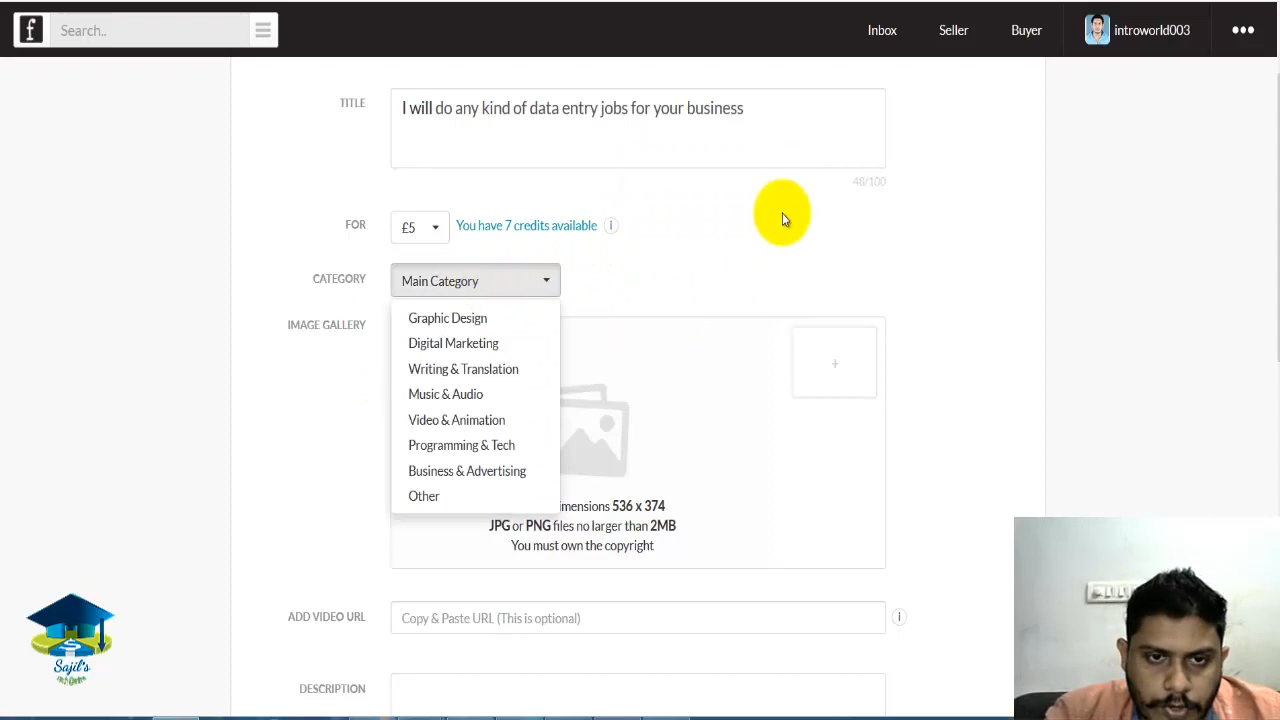 f
Search..
Inbox
Seller
Buyer
introworld003
TITLE
I will do any kind of data entry jobs for your business
48/100
FOR
£5
You have 7 credits available
i
CATEGORY
Main Category
Graphic Design
Digital Marketing
Writing & Translation
Music & Audio
Video & Animation
Programming & Tech
Business & Advertising
Other
IMAGE GALLERY
+
imensions 536 x 374
JPG or PNG files no larger than 2MB
You must own the copyright
ADD VIDEO URL
Copy & Paste URL (This is optional)
i
DESCRIPTION
Sajil's